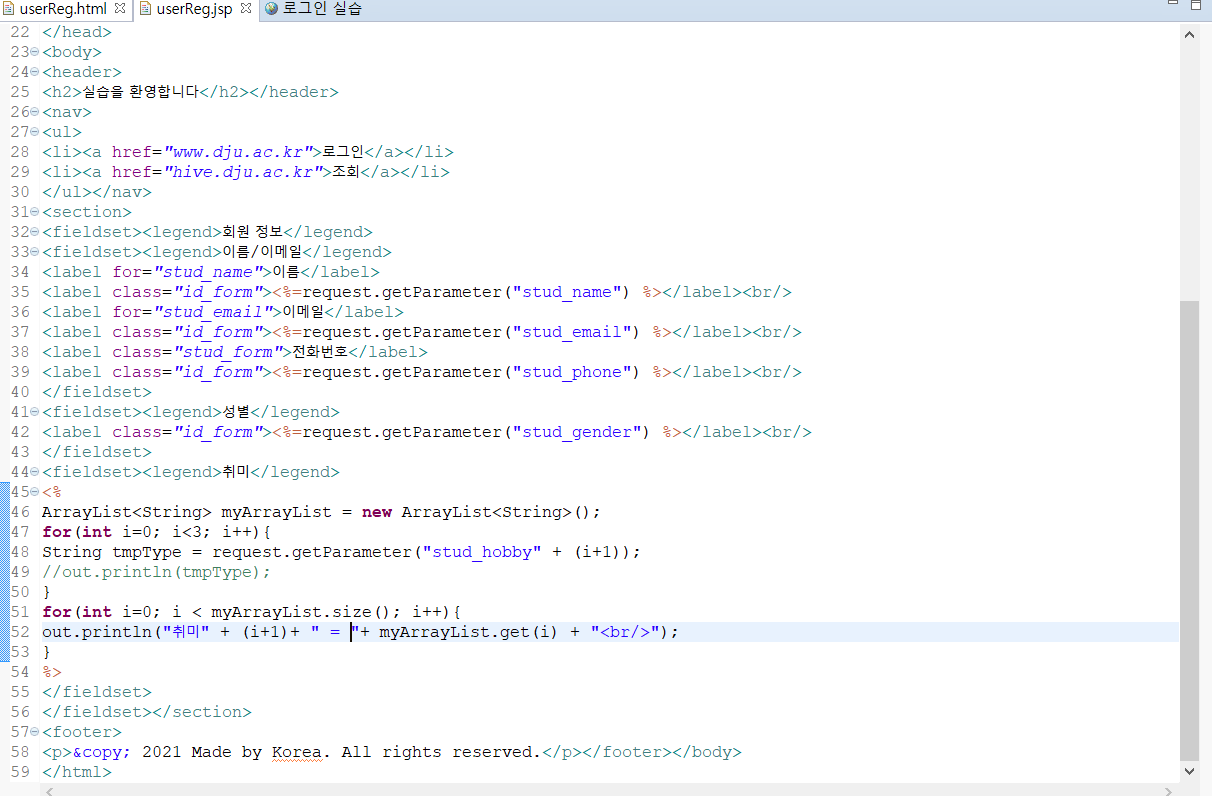 userReg.html userReg.jsp 로그인 실습
22 </head>
23 <body>
24 <header>
25 <h2>실습을 환영합니다</h2></header>
26 <nav>
27 <ul>
28 <li><a href="www.dju.ac.kr">로그인</a></li>
29 <li><a href="hive.dju.ac.kr">조회</a></li>
30 </ul></nav>
31 <section>
32 <fieldset><legend>회원 정보</legend>
33 <fieldset><legend>이름/이메일</legend>
34 <label for="stud_name">이름</label>
35 <label class="id_form"><%=request.getParameter("stud_name") %></label><br/>
36 <label for="stud_email">이메일</label>
37 <label class="id_form"><%=request.getParameter("stud_email") %></label><br/>
38 <label class="stud_form">전화번호</label>
39 <label class="id_form"><%=request.getParameter("stud_phone") %></label><br/>
40 </fieldset>
41 <fieldset><legend>성별</legend>
42 <label class="id_form"><%=request.getParameter("stud_gender") %></label><br/>
43 </fieldset>
44 <fieldset><legend>취미</legend>
45 <%
46 ArrayList<String> myArrayList = new ArrayList<String>();
47 for(int i=0; i<3; i++){
48 String tmpType = request.getParameter("stud_hobby" + (i+1));
49 //out.println(tmpType);
50 }
51 for(int i=0; i < myArrayList.size(); i++){
52 out.println("취미" + (i+1)+ " = "+ myArrayList.get(i) + "<br/>");
53 }
54 %>
55 </fieldset>
56 </fieldset></section>
57 <footer>
58 <p>&copy; 2021 Made by Korea. All rights reserved.</p></footer></body>
59 </html>